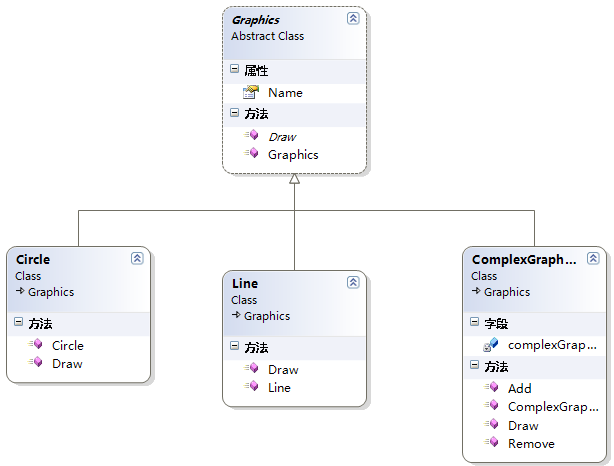 Graphics
Abstract Class
属性
Name
方法
Draw
Graphics
Circle
Class
Graphics
方法
Circle
Draw
Line
Class
Graphics
方法
Draw
Line
ComplexGraph...
Class
Graphics
字段
complexGrap...
方法
Add
ComplexGrap...
Draw
Remove